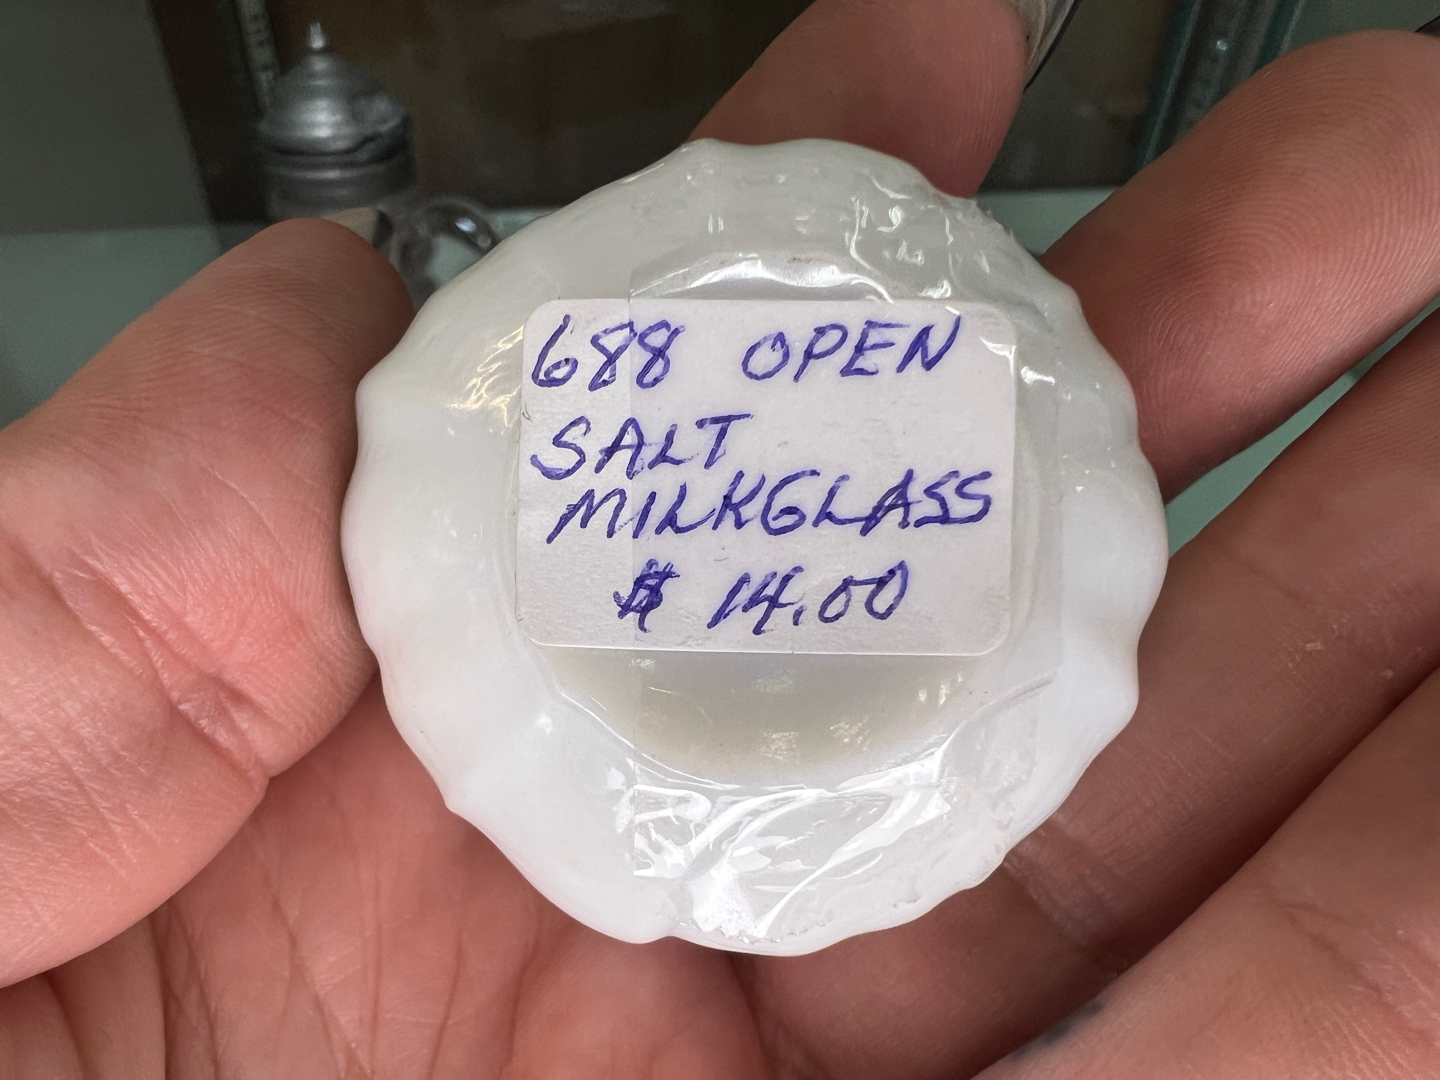 688 OPEN
SALT
MILKGLASS
$ 14.00